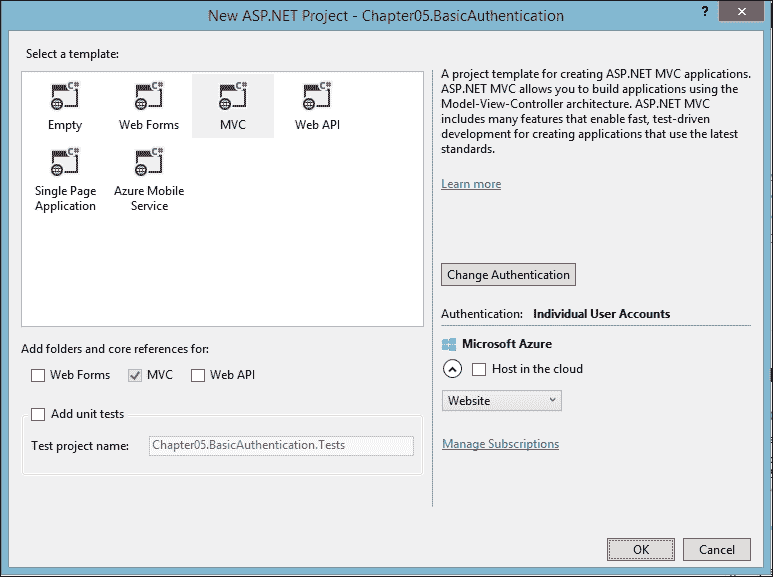 New ASP.NET Project - Chapter05.BasicAuthentication
?
Select a template:
C#
Empty
C#
Web Forms
C#
MVC
C#
Web API
C#
Single Page
Application
C#
Azure Mobile
Service
A project template for creating ASP.NET MVC applications.
ASP.NET MVC allows you to build applications using the
Model-View-Controller architecture. ASP.NET MVC
includes many features that enable fast, test-driven
development for creating applications that use the latest
standards.
Learn more
Change Authentication
Authentication: Individual User Accounts
Microsoft Azure
Host in the cloud
Website
Manage Subscriptions
Add folders and core references for:
Web Forms MVC Web API
Add unit tests
Test project name: Chapter05.BasicAuthentication.Tests
OK Cancel